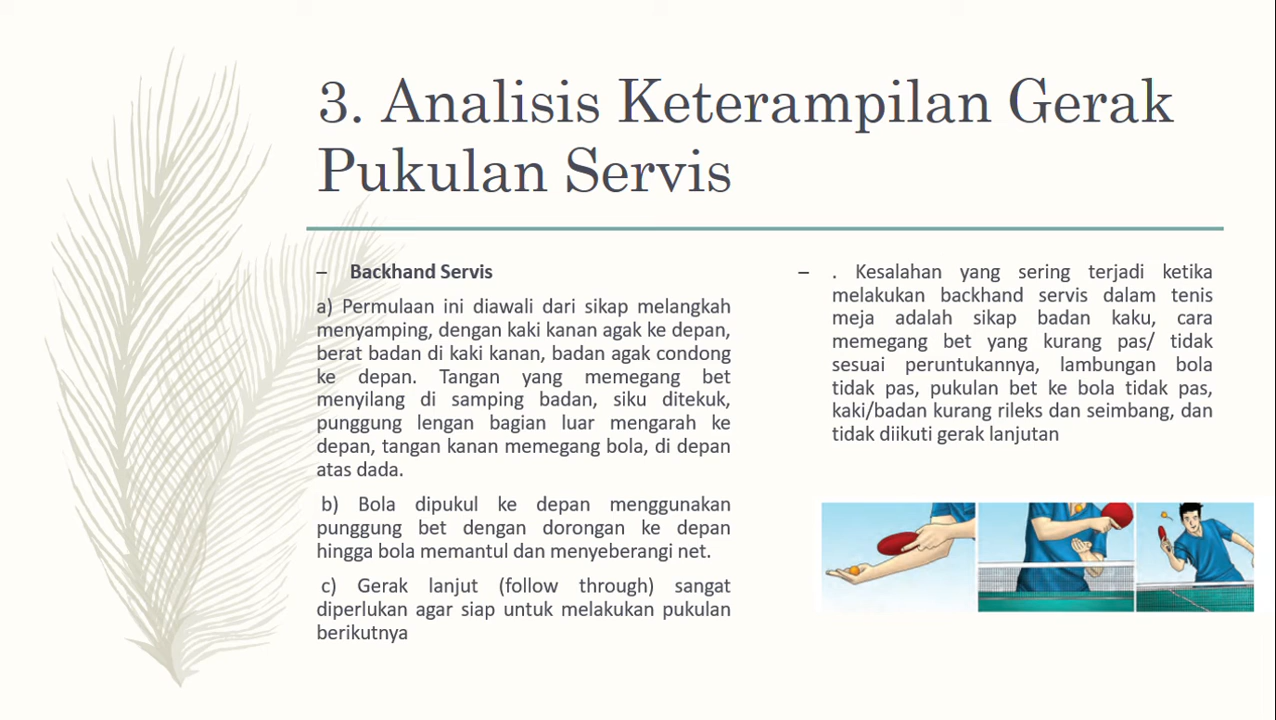 3. Analisis Keterampilan Gerak
Pukulan Servis
– Backhand Servis
a) Permulaan ini diawali dari sikap melangkah
menyamping, dengan kaki kanan agak ke depan,
berat badan di kaki kanan, badan agak condong
ke depan. Tangan yang memegang bet
menyilang di samping badan, siku ditekuk,
punggung lengan bagian luar mengarah ke
depan, tangan kanan memegang bola, di depan
atas dada.
b) Bola dipukul ke depan menggunakan
punggung bet dengan dorongan ke depan
hingga bola memantul dan menyeberangi net.
c) Gerak lanjut (follow through) sangat
diperlukan agar siap untuk melakukan pukulan
berikutnya
– . Kesalahan yang sering terjadi ketika
melakukan backhand servis dalam tenis
meja adalah sikap badan kaku, cara
memegang bet yang kurang pas/ tidak
sesuai peruntukannya, lambungan bola
tidak pas, pukulan bet ke bola tidak pas,
kaki/badan kurang rileks dan seimbang, dan
tidak diikuti gerak lanjutan